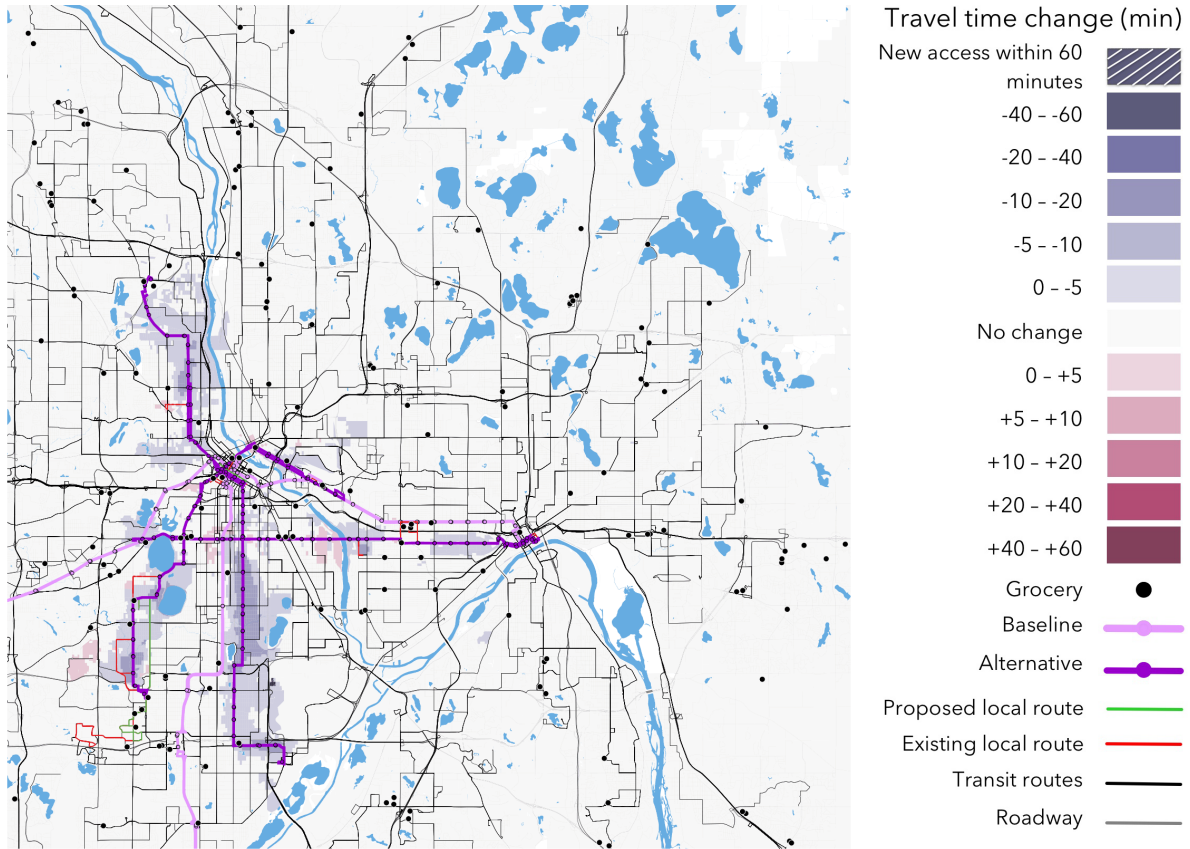 Travel time change (min)
New access within 60
minutes
-40 - -60
-20 - -40
-10 - -20
-5 - -10
0 - -5
No change
0 - +5
+5 - +10
+10 - +20
+20 - +40
+40 - +60
Grocery
Baseline
Alternative
Proposed local route
Existing local route
Transit routes
Roadway